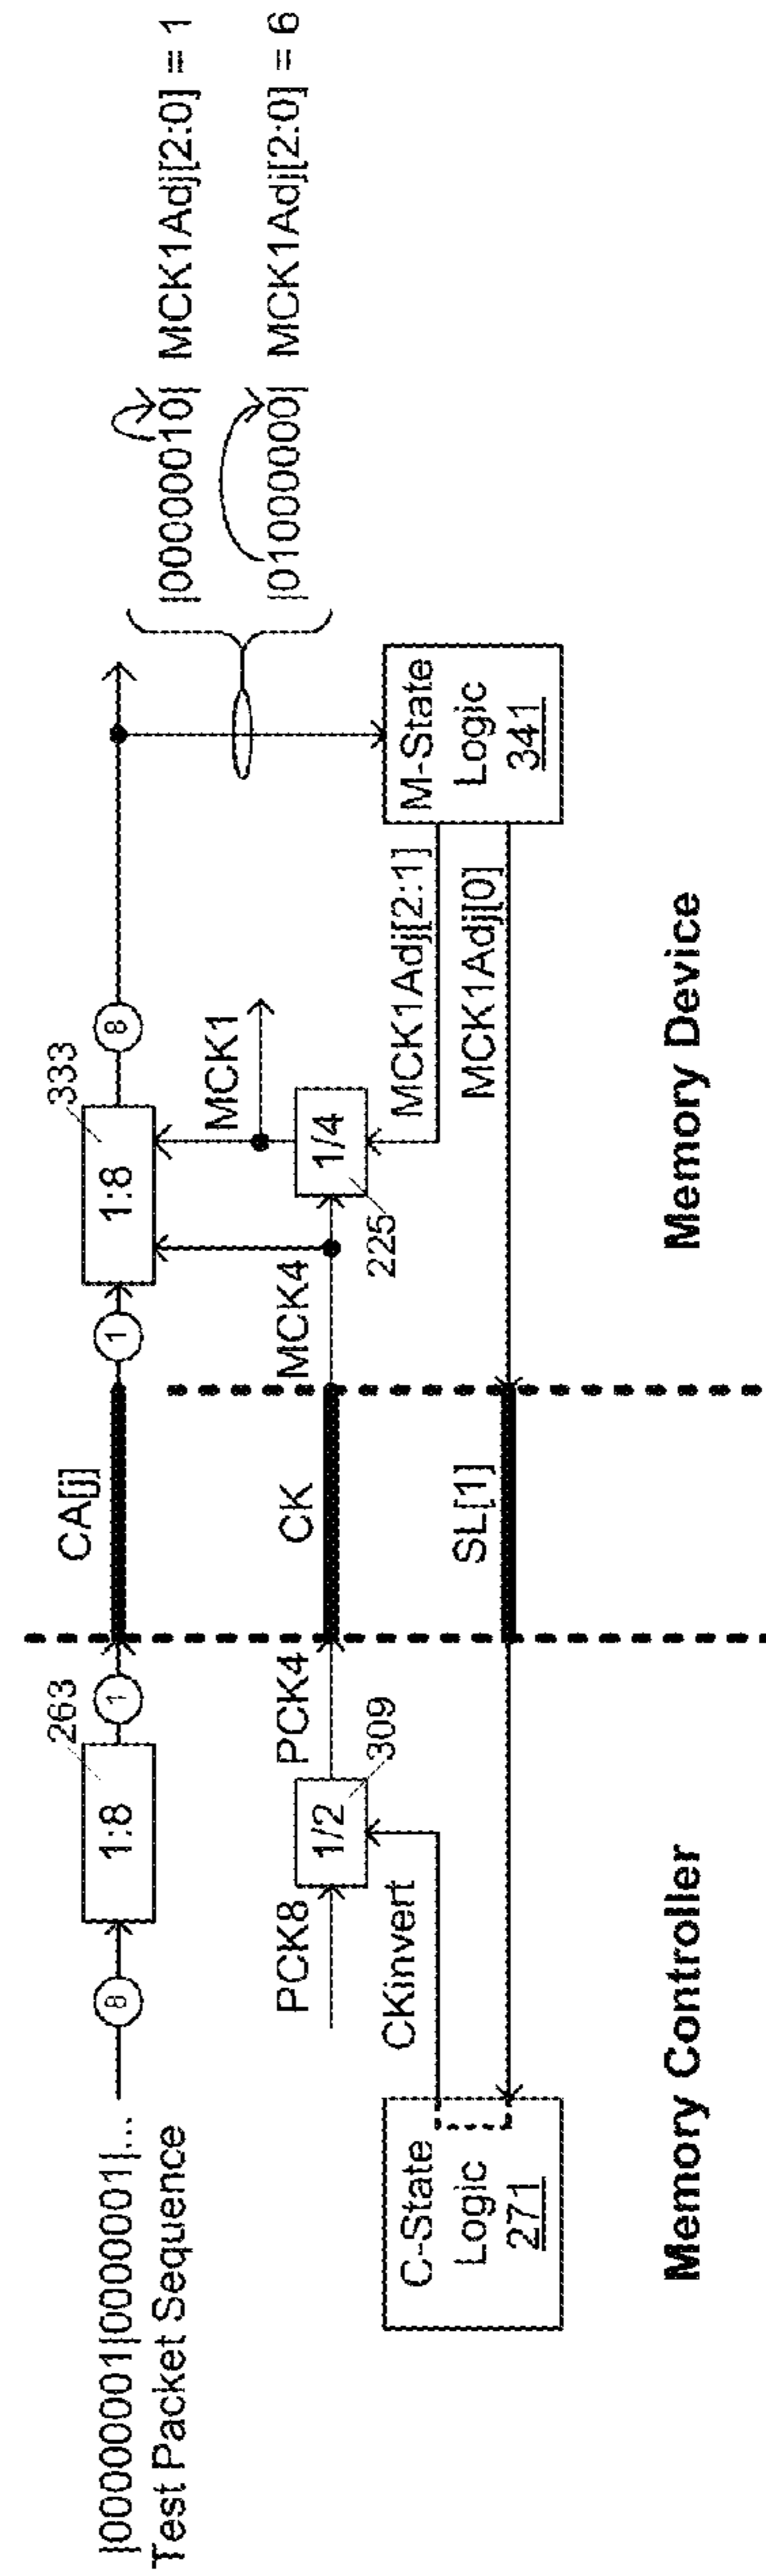 |00000001|00000001|...
Test Packet Sequence
8
263
1:8
1
CA[j]
1
333
1:8
8
|00000010| MCK1Adj[2:0] = 1
|01000000| MCK1Adj[2:0] = 6
PCK8
1/2
309
PCK4
CK
MCK4
1/4
225
MCK1
CKinvert
C-State
Logic
271
SL[1]
MCK1Adj[2:1]
MCK1Adj[0]
M-State
Logic
341
Memory Controller
Memory Device